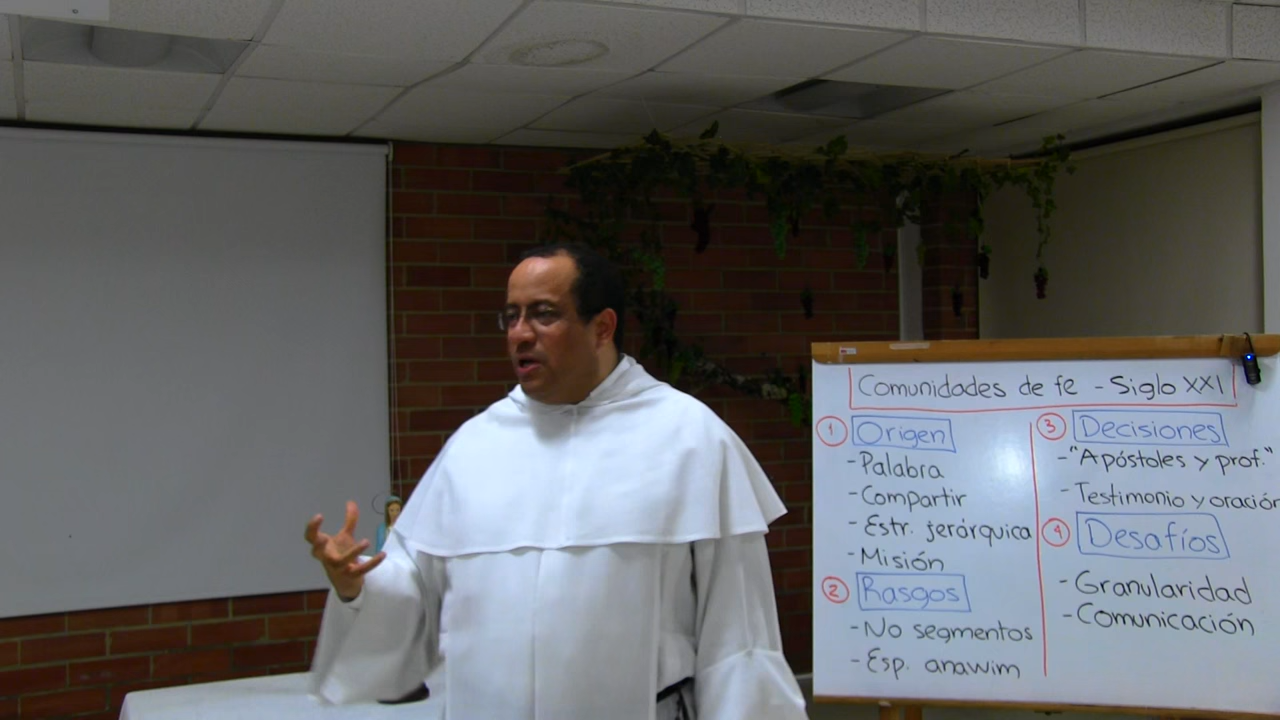 Comunidades de fe - Siglo XXI
1 Origen
- Palabra
- Compartir
- Estr. jerárquica
- Misión
2 Rasgos
- No segmentos
- Esp. anawim
3 Decisiones
- "Apóstoles y prof."
- Testimonio y oración
4 Desafíos
- Granularidad
- Comunicación